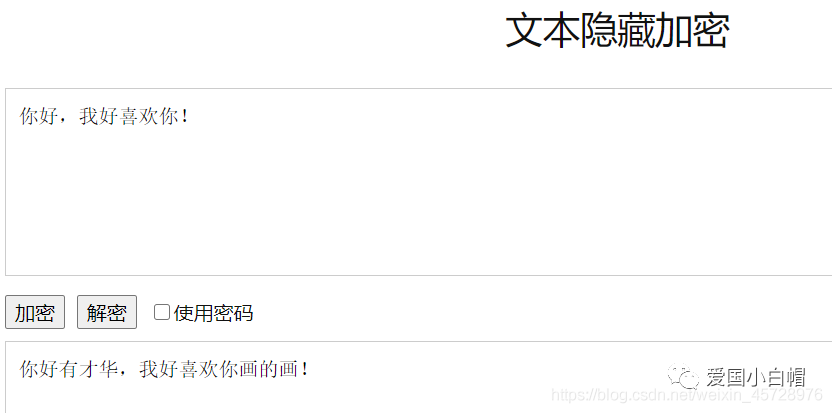 文本隐藏加密
你好，我好喜欢你！
加密 解密 使用密码
你好有才华，我好喜欢你画的画！
爱国小白帽
https://blog.csdn.net/weixin_45728976